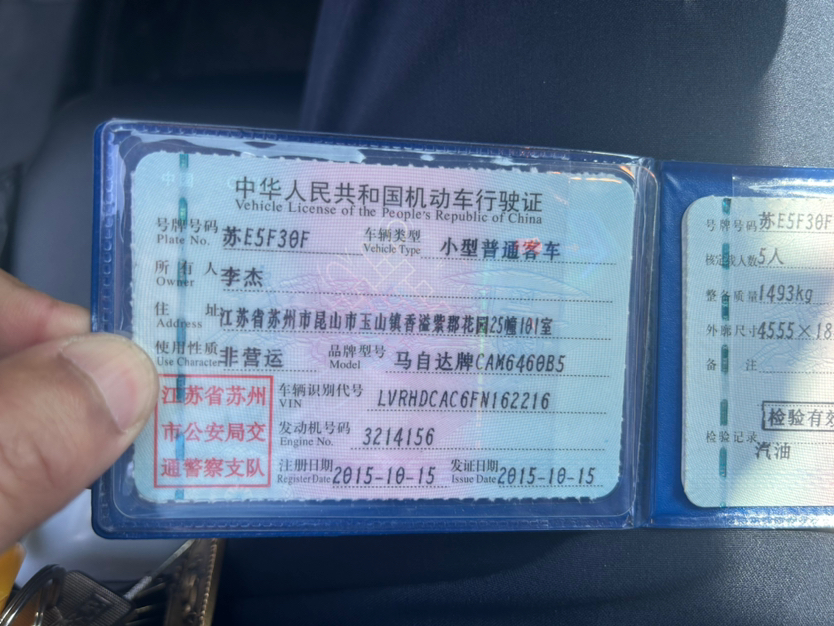 中华人民共和国机动车行驶证
Vehicle License of the People's Republic of China
号牌号码 苏E5F30F 车辆类型 小型普通客车
Plate No. Vehicle Type
所有人 李杰
Owner
住址 江苏省苏州市昆山市玉山镇香溢紫郡花园25幢101室
Address
使用性质 非营运 品牌型号 马自达牌CAM6460B5
Use Character Model
江苏省苏州
市公安局交
通警察支队
车辆识别代号 LVRHDCAC6FN162216
VIN
发动机号码 3214156
Engine No.
注册日期 2015-10-15 发证日期 2015-10-15
Register Date Issue Date
号牌号码 苏E5F30F
核定载人数 5人
整备质量 1493kg
外廓尺寸 4555×18
备注
检验有效
检验记录
汽油